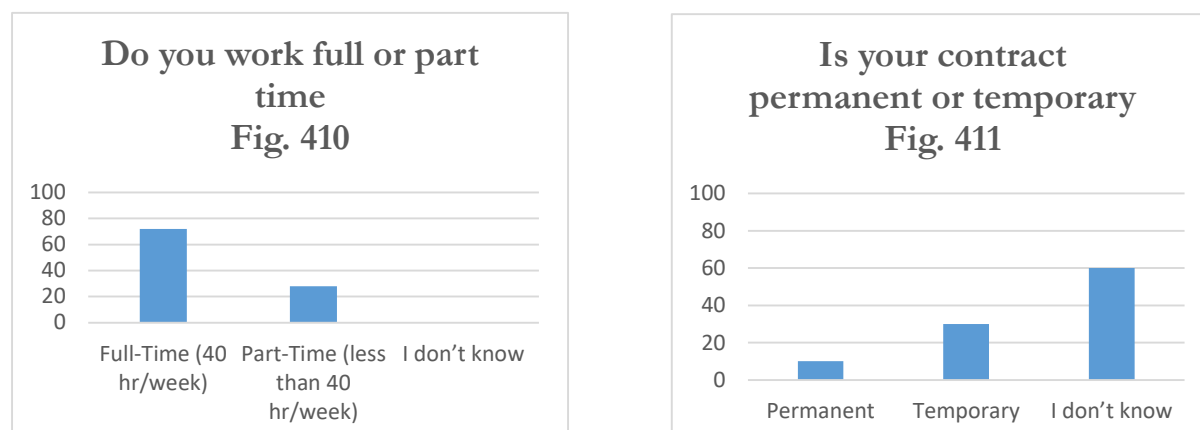 Do you work full or part
time
Fig. 410
100
80
60
40
20
0
Full-Time (40
hr/week)
Part-Time (less
than 40
hr/week)
I don’t know
Is your contract
permanent or temporary
Fig. 411
100
80
60
40
20
0
Permanent
Temporary
I don’t know